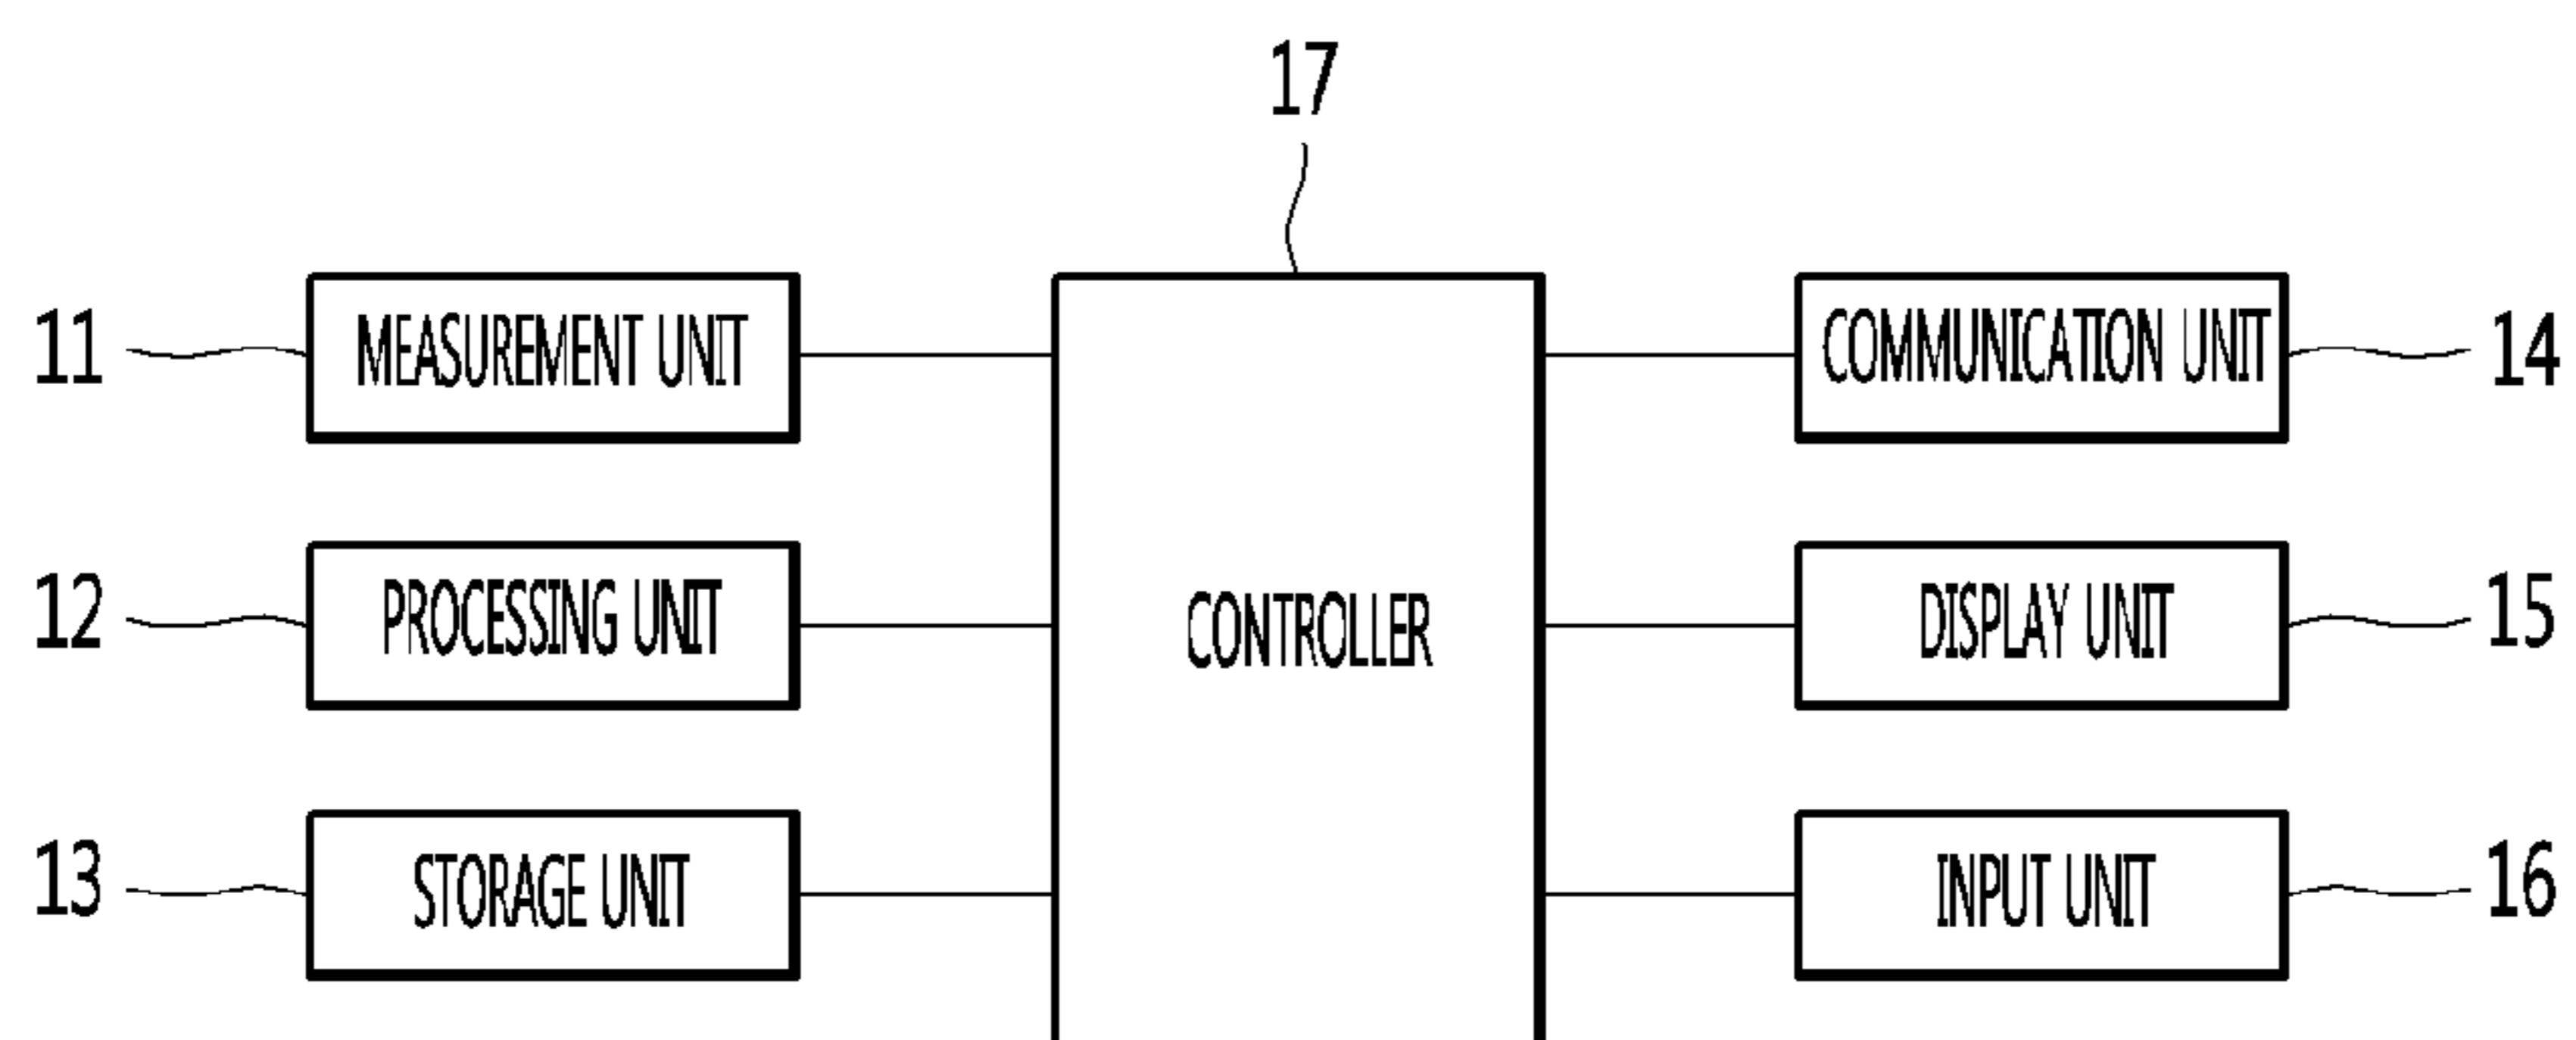 17
11 MEASUREMENT UNIT COMMUNICATION UNIT 14
12 PROCESSING UNIT CONTROLLER DISPLAY UNIT 15
13 STORAGE UNIT INPUT UNIT 16